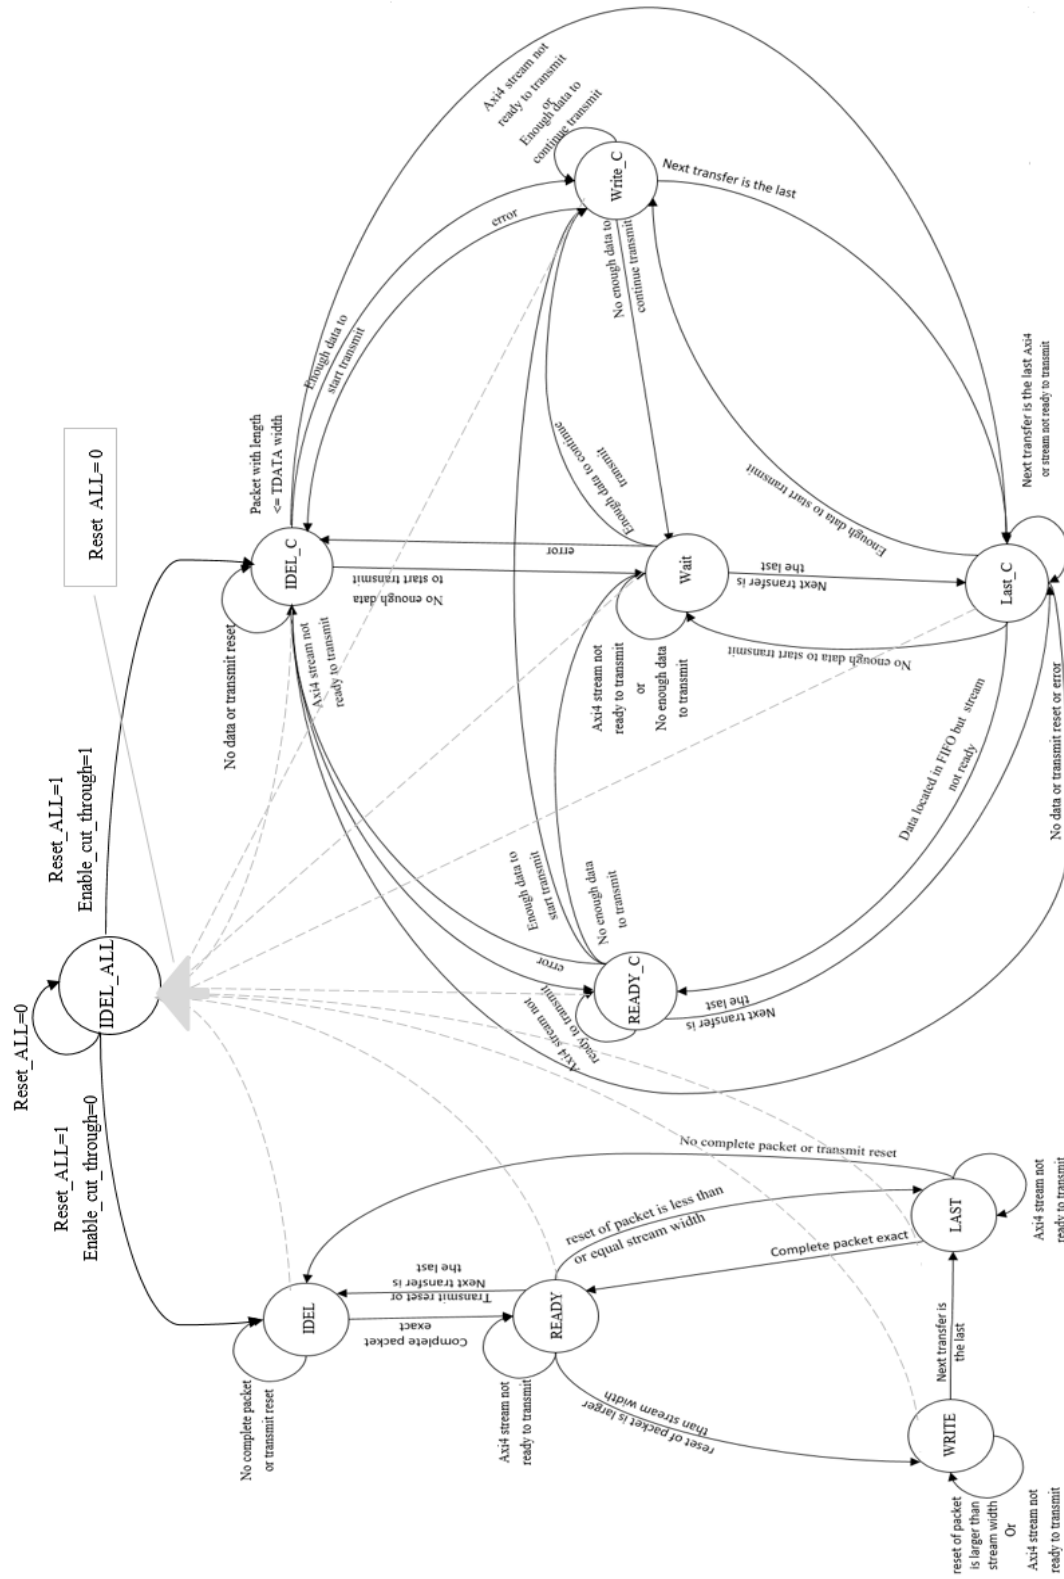 Reset_ALL=0
IDEL_ALL
Reset_ALL=1
Enable_cut_through=0
Reset_ALL=1
Enable_cut_through=1
Reset ALL= 0
No complete packet
or transmit reset
IDEL
Complete packet
exact
Transmit reset or
Next transfer is
the last
Axi4 stream not
ready to transmit
READY
reset of packet is less than
or equal stream width
No complete packet or transmit reset
reset of packet is larger
than stream width
Complete packet exact
WRITE
reset of packet
is larger than
stream width
Or
Axi4 stream not
ready to transmit
Next transfer is
the last
LAST
Axi4 stream not
ready to transmit
No data or transmit reset
IDEL_C
Packet with length
<= TDATA width
Axi4 stream not
ready to transmit
No enough data
to start transmit
error
Enough data to
start transmit
error
Axi4 stream not
ready to transmit
or
Enough data to
continue transmit
Write_C
Next transfer is the last
No enough data to
continue transmit
Enough data to continue
transmit
Wait
Axi4 stream not
ready to transmit
or
No enough data
to transmit
Next transfer is
the last
Enough data to start transmit
No enough data to start transmit
Enough data to
start transmit
No enough data
to transmit
error
READY_C
Axi4 stream not
ready to transmit
Next transfer is
the last
Data located in FIFO but stream
not ready
Last_C
Next transfer is the last Axi4
or stream not ready to transmit
No data or transmit reset or error